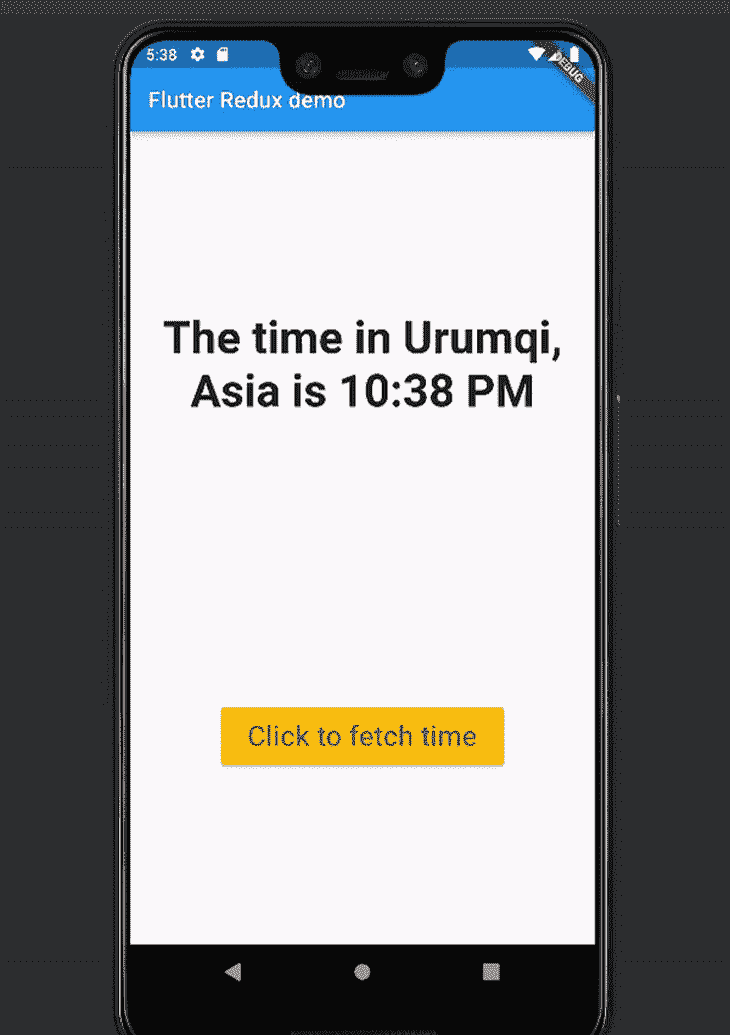 5:38
DEBUG
Flutter Redux demo
The time in Urumqi,
Asia is 10:38 PM
Click to fetch time